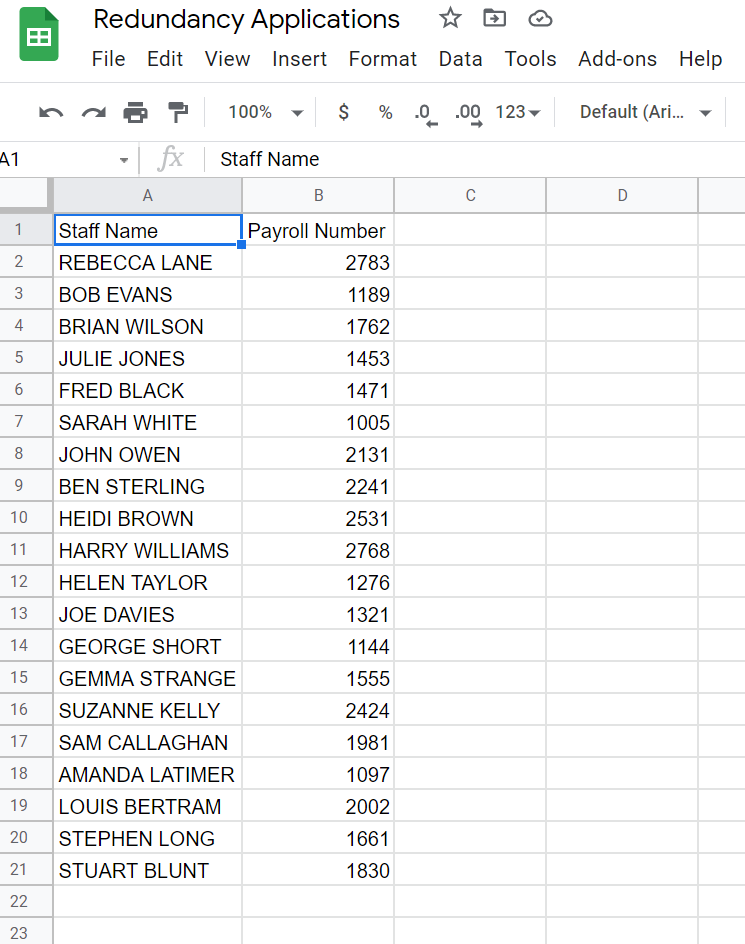 Redundancy Applications
File Edit View Insert Format Data Tools Add-ons Help
100% $ % .0 .00 123 Default (Ari...
A1 fx Staff Name
A B C D
1 Staff Name Payroll Number
2 REBECCA LANE 2783
3 BOB EVANS 1189
4 BRIAN WILSON 1762
5 JULIE JONES 1453
6 FRED BLACK 1471
7 SARAH WHITE 1005
8 JOHN OWEN 2131
9 BEN STERLING 2241
10 HEIDI BROWN 2531
11 HARRY WILLIAMS 2768
12 HELEN TAYLOR 1276
13 JOE DAVIES 1321
14 GEORGE SHORT 1144
15 GEMMA STRANGE 1555
16 SUZANNE KELLY 2424
17 SAM CALLAGHAN 1981
18 AMANDA LATIMER 1097
19 LOUIS BERTRAM 2002
20 STEPHEN LONG 1661
21 STUART BLUNT 1830
22
23